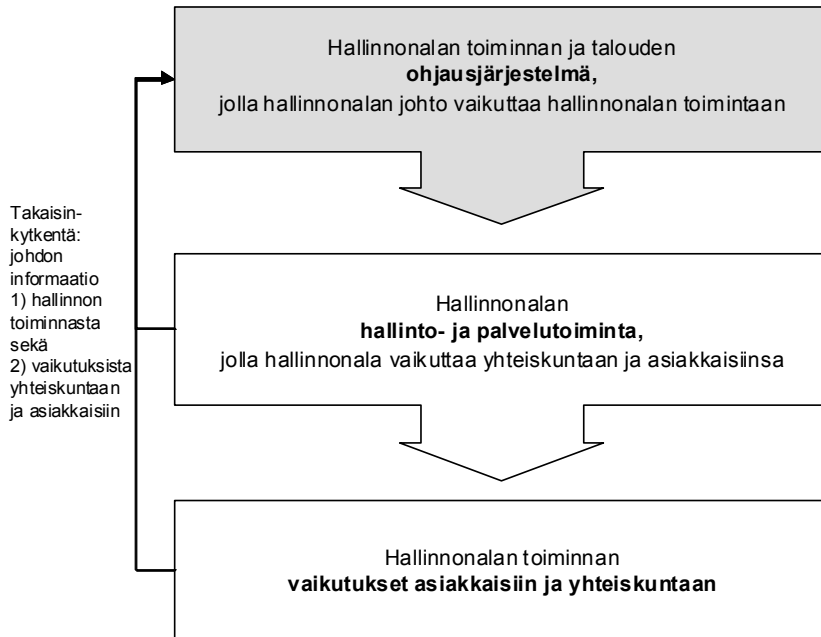 Hallinnonalan toiminnan ja talouden
ohjausjärjestelmä,
jolla hallinnonalan johto vaikuttaa hallinnonalan toimintaan
Takaisin-
kytkentä:
johdon
informaatio
1) hallinnon
toiminnasta
sekä
2) vaikutuksista
yhteiskuntaan
ja asiakkaisiin
Hallinnonalan
hallinto- ja palvelutoiminta,
jolla hallinnonala vaikuttaa yhteiskuntaan ja asiakkaisiinsa
Hallinnonalan toiminnan
vaikutukset asiakkaisiin ja yhteiskuntaan